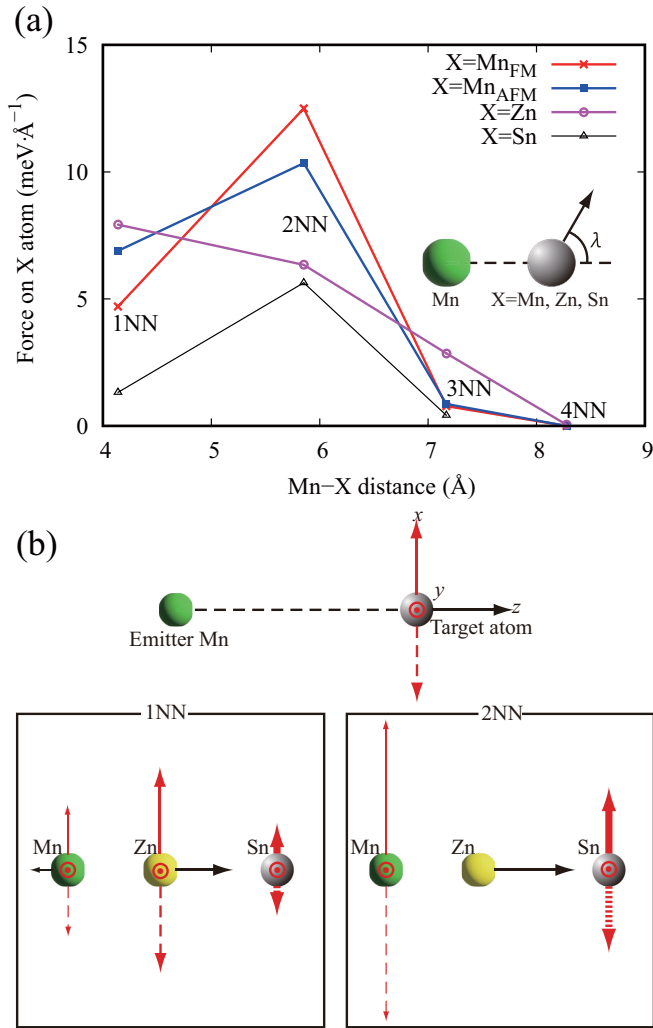 (a)
15
10
5
0
Force on X atom (meV·Å⁻¹)
X=Mn_FM
X=Mn_AFM
X=Zn
X=Sn
2NN
λ
Mn
X=Mn, Zn, Sn
1NN
3NN
4NN
4 5 6 7 8 9
Mn−X distance (Å)
(b)
x
y
z
Emitter Mn
Target atom
1NN
2NN
Mn Zn Sn
Mn Zn Sn